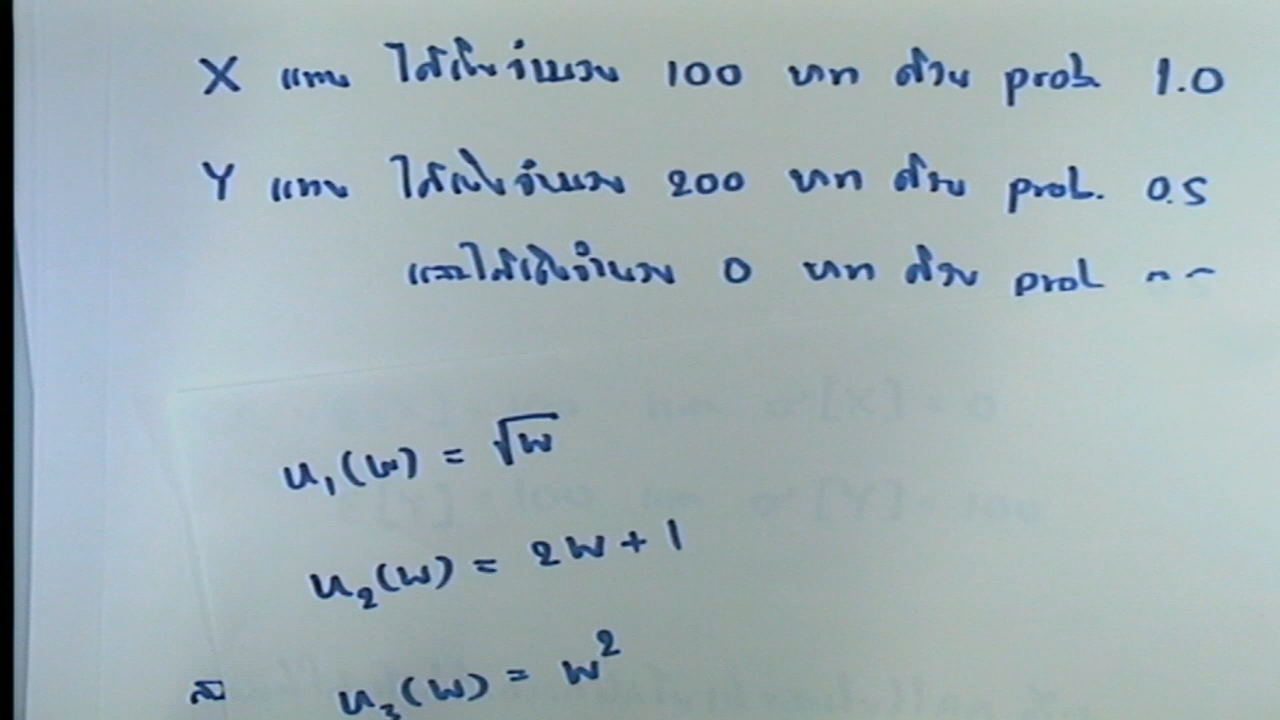 X แทน ได้เงินจำนวน 100 บาท ด้วย prob. 1.0
Y แทน ได้เงินจำนวน 200 บาท ด้วย prob. 0.5
และได้เงินจำนวน 0 บาท ด้วย prob
u₁(w) = √w
u₂(w) = 2w + 1
u₃(w) = w²